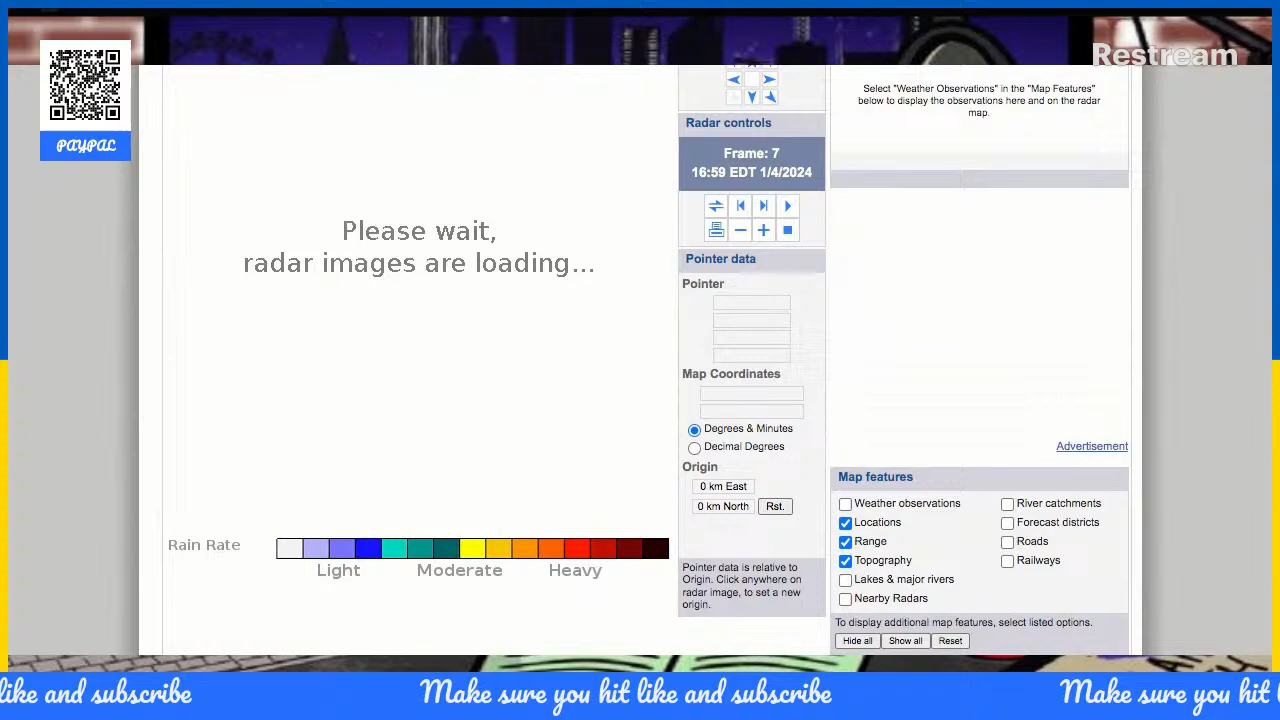 Restream
PAYPAL
Select "Weather Observations" in the "Map Features"
below to display the observations here and on the radar
map.
Radar controls
Frame: 7
16:59 EDT 1/4/2024
Please wait,
radar images are loading...
Pointer data
Pointer
Map Coordinates
Degrees & Minutes
Decimal Degrees
Origin
0 km East
0 km North Rst.
Pointer data is relative to
Origin. Click anywhere on
radar image, to set a new
origin.
Rain Rate
Light Moderate Heavy
Advertisement
Map features
Weather observations River catchments
Locations Forecast districts
Range Roads
Topography Railways
Lakes & major rivers
Nearby Radars
To display additional map features, select listed options.
Hide all Show all Reset
like and subscribe Make sure you hit like and subscribe Make sure you hit